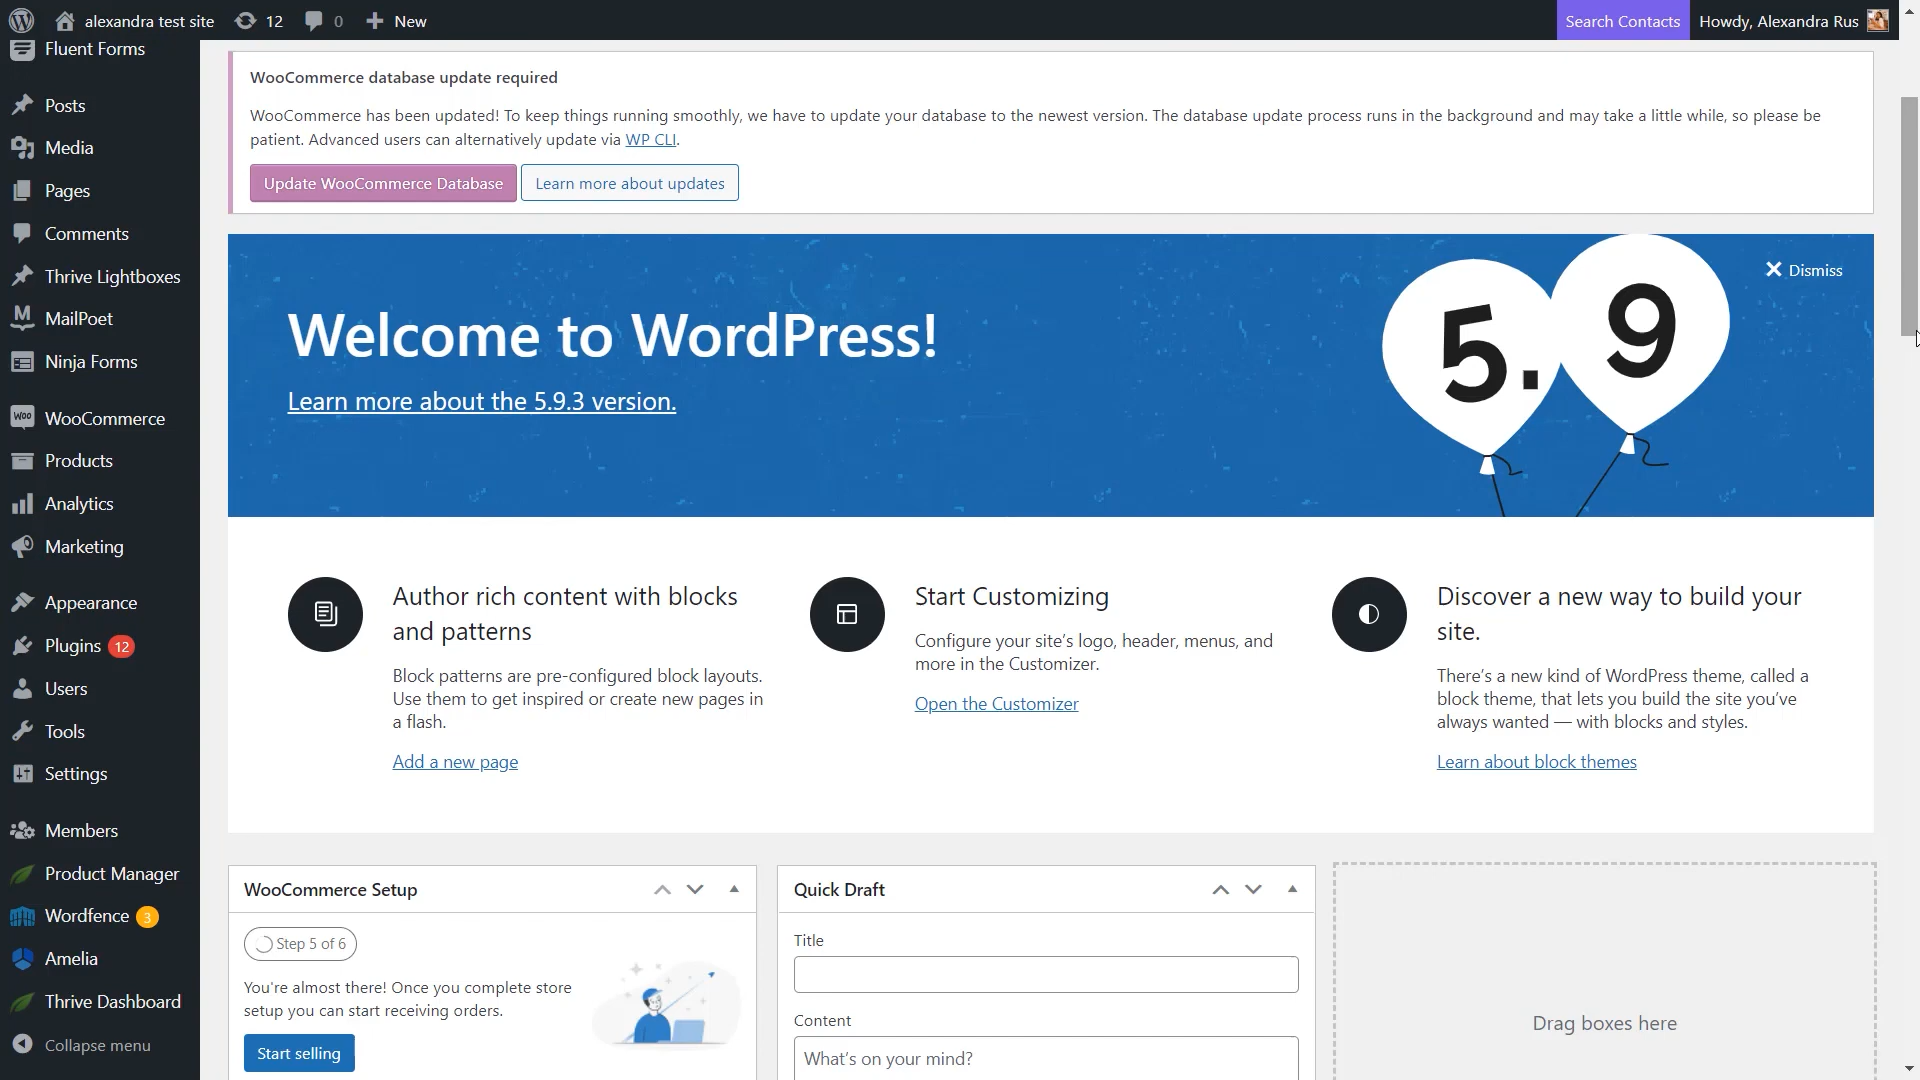 alexandra test site
12
0
New
Search Contacts
Howdy, Alexandra Rus
Fluent Forms
Posts
Media
Pages
Comments
Thrive Lightboxes
MailPoet
Ninja Forms
WooCommerce
Products
Analytics
Marketing
Appearance
Plugins 12
Users
Tools
Settings
Members
Product Manager
Wordfence 3
Amelia
Thrive Dashboard
Collapse menu
WooCommerce database update required
WooCommerce has been updated! To keep things running smoothly, we have to update your database to the newest version. The database update process runs in the background and may take a little while, so please be
patient. Advanced users can alternatively update via WP CLI.
Update WooCommerce Database
Learn more about updates
Dismiss
Welcome to WordPress!
Learn more about the 5.9.3 version.
5.9
Author rich content with blocks
and patterns
Block patterns are pre-configured block layouts.
Use them to get inspired or create new pages in
a flash.
Add a new page
Start Customizing
Configure your site's logo, header, menus, and
more in the Customizer.
Open the Customizer
Discover a new way to build your
site.
There's a new kind of WordPress theme, called a
block theme, that lets you build the site you've
always wanted — with blocks and styles.
Learn about block themes
WooCommerce Setup
Step 5 of 6
You're almost there! Once you complete store
setup you can start receiving orders.
Start selling
Quick Draft
Title
Content
What's on your mind?
Drag boxes here